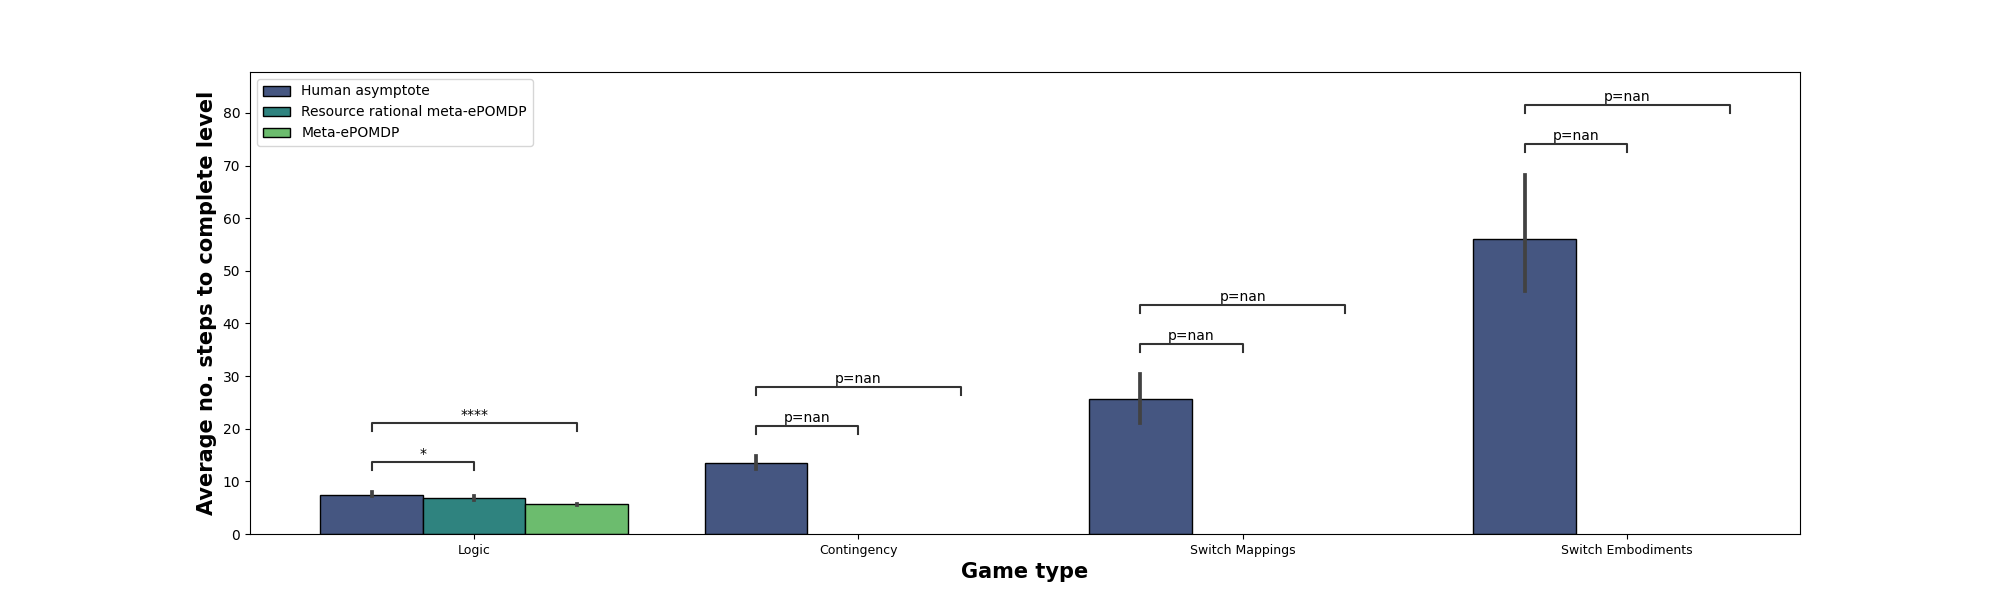 Human asymptote
Resource rational meta-ePOMDP
Meta-ePOMDP
Average no. steps to complete level
80
70
60
50
40
30
20
10
0
****
*
p=nan
p=nan
p=nan
p=nan
p=nan
p=nan
Logic
Contingency
Switch Mappings
Switch Embodiments
Game type